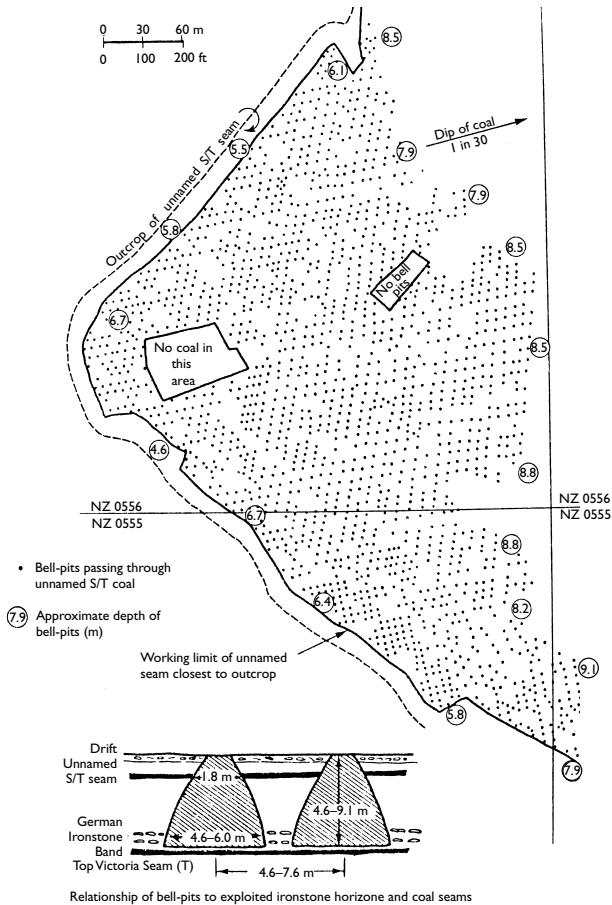 0 30 60 m
0 100 200 ft
8.5
6.1
Outcrop of unnamed S/T seam
5.5
7.9
Dip of coal
1 in 30
7.9
5.8
8.5
No bell
pits
6.7
8.5
No coal in
this
area
4.6
8.8
NZ 0556
NZ 0555
6.7
NZ 0556
NZ 0555
8.8
• Bell-pits passing through
unnamed S/T coal
7.9 Approximate depth of
bell-pits (m)
6.4
8.2
Working limit of unnamed
seam closest to outcrop
9.1
5.8
7.9
Drift
Unnamed
S/T seam
1.8 m
4.6–9.1 m
German
Ironstone
Band
4.6–6.0 m
Top Victoria Seam (T)
4.6–7.6 m
Relationship of bell-pits to exploited ironstone horizone and coal seams